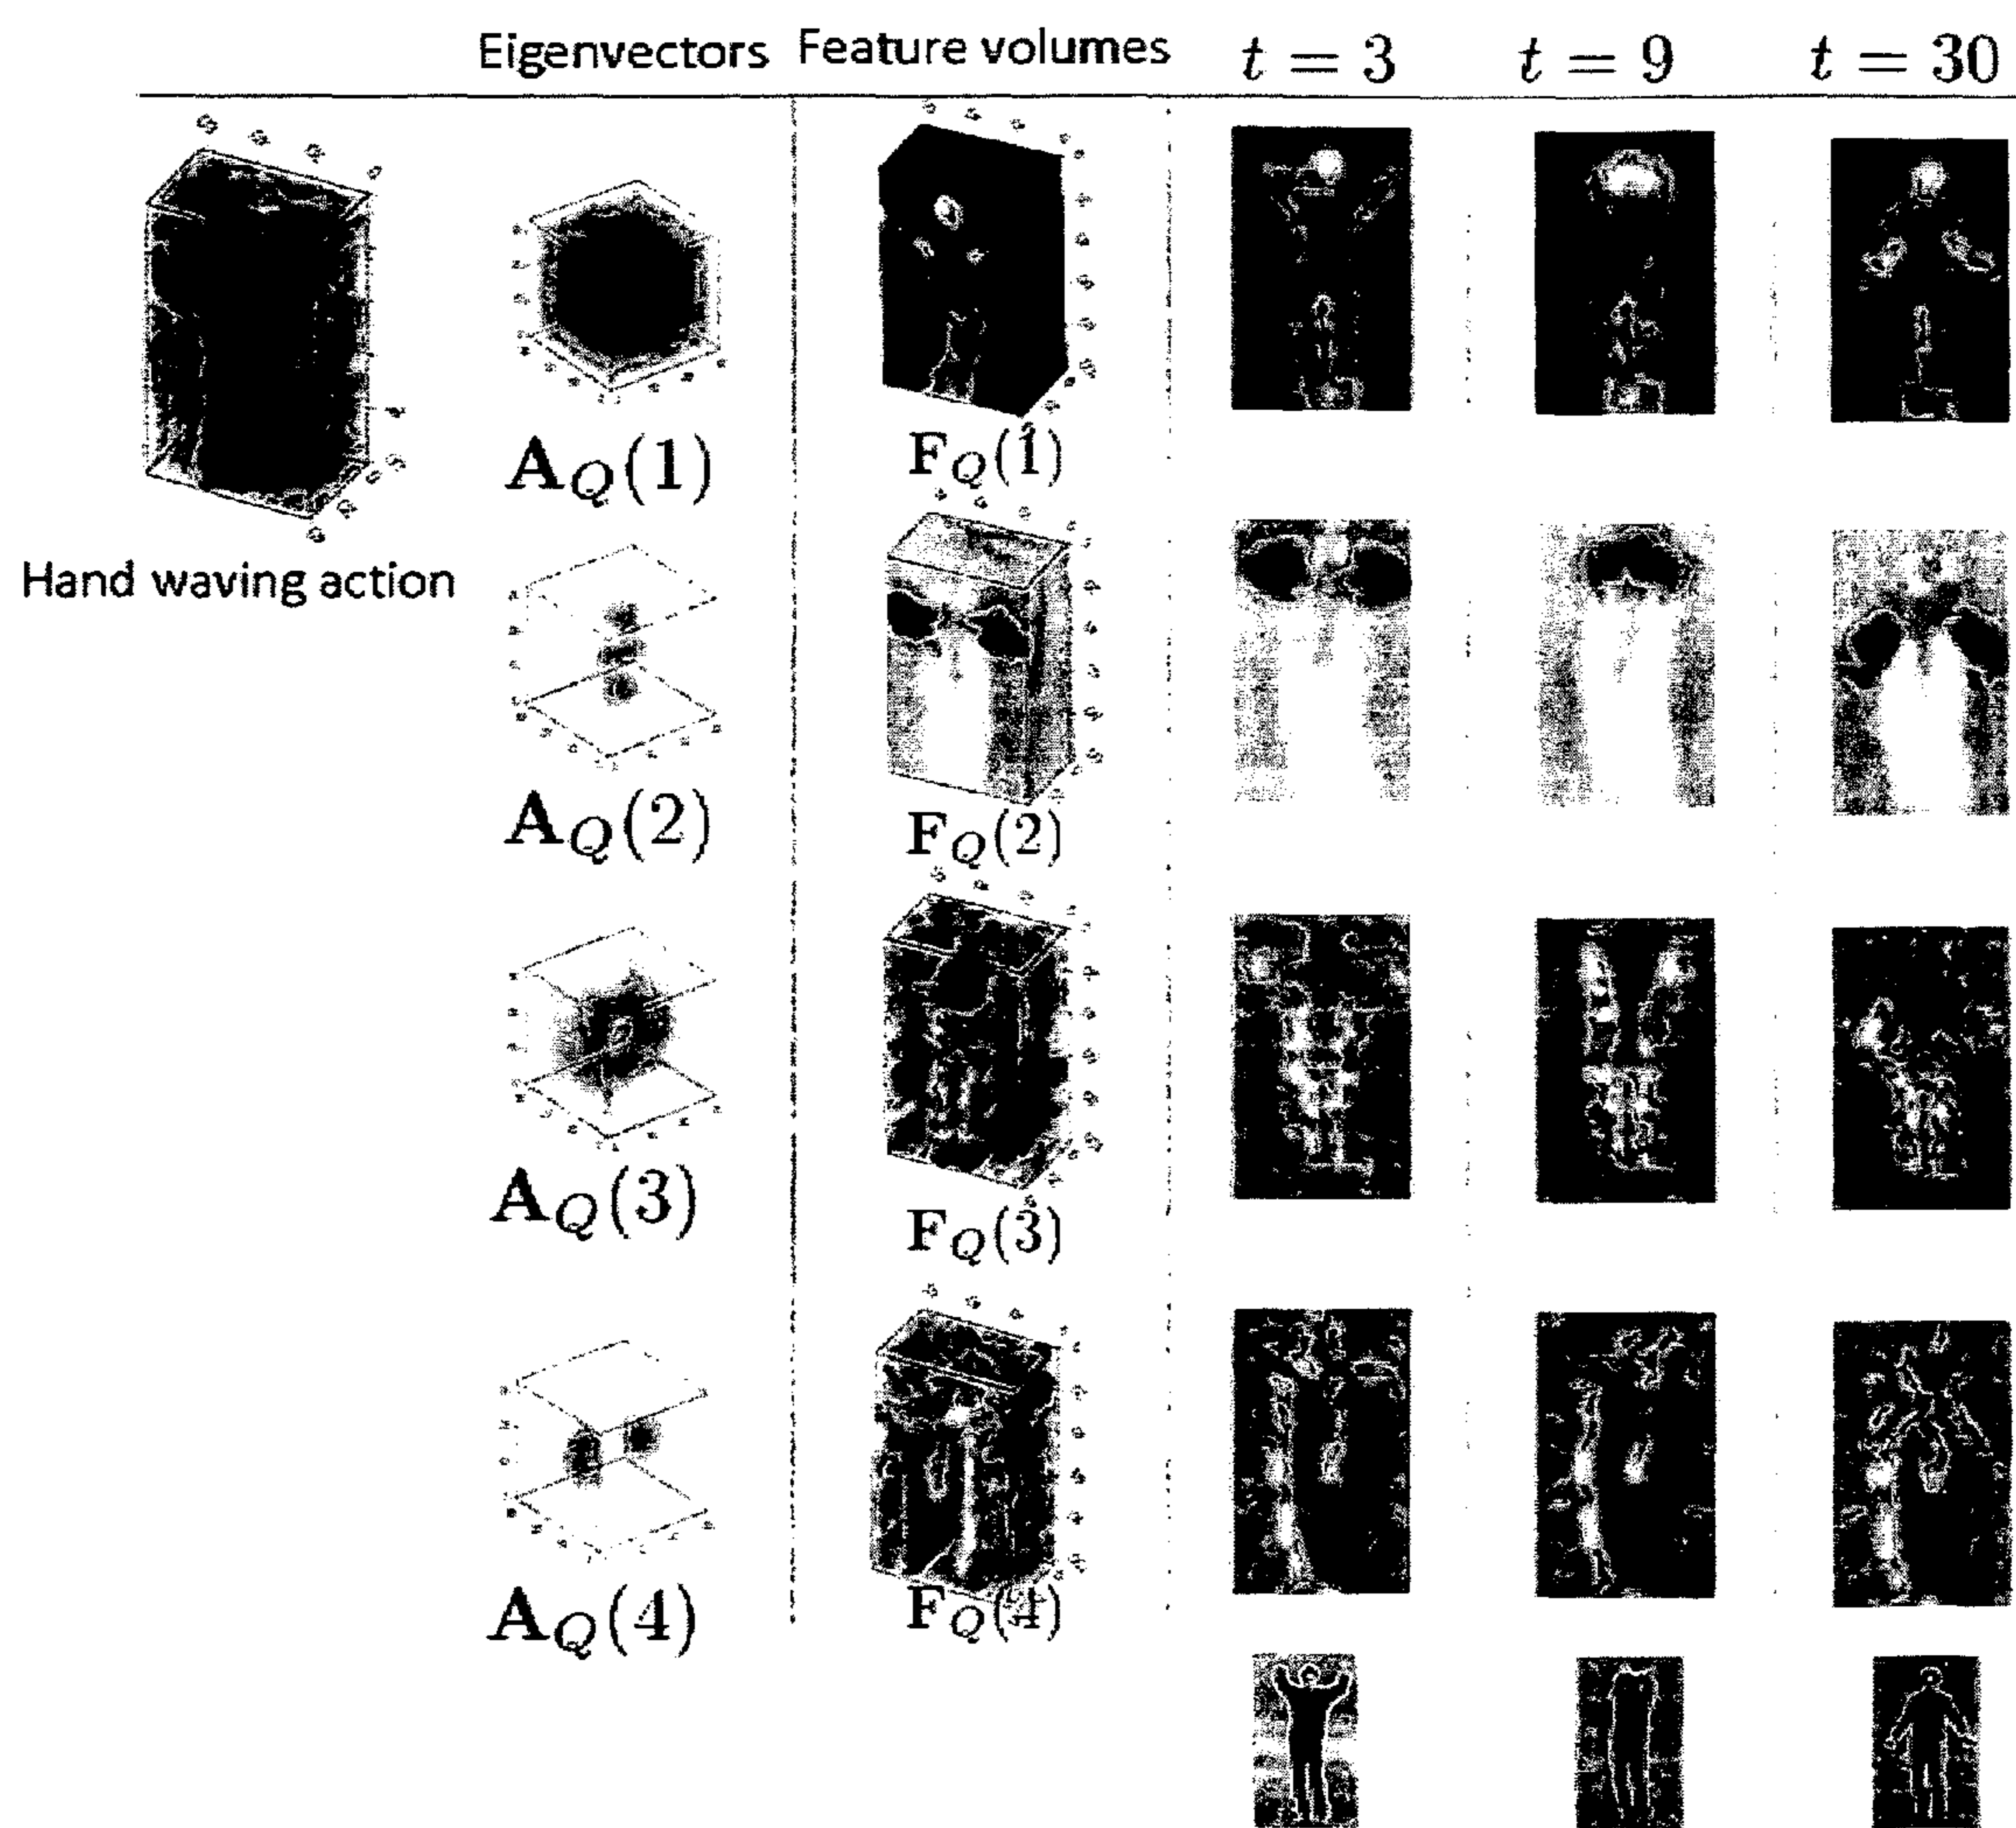 Eigenvectors Feature volumes t = 3 t = 9 t = 30
A_Q(1) F_Q(1)
Hand waving action
A_Q(2) F_Q(2)
A_Q(3) F_Q(3)
A_Q(4) F_Q(4)